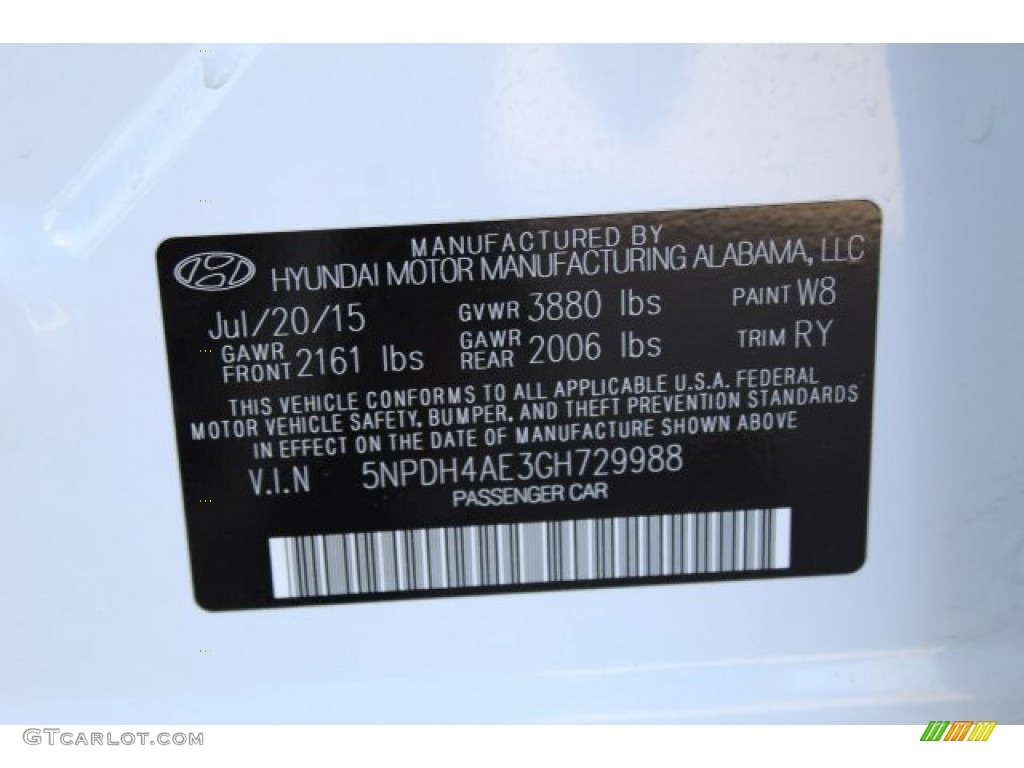 MANUFACTURED BY
HYUNDAI MOTOR MANUFACTURING ALABAMA, LLC
Jul/20/15 GVWR 3880 lbs PAINT W8
GAWR FRONT 2161 lbs GAWR REAR 2006 lbs TRIM RY
THIS VEHICLE CONFORMS TO ALL APPLICABLE U.S.A. FEDERAL
MOTOR VEHICLE SAFETY, BUMPER, AND THEFT PREVENTION STANDARDS
IN EFFECT ON THE DATE OF MANUFACTURE SHOWN ABOVE
V.I.N 5NPDH4AE3GH729988
PASSENGER CAR
GTCARLOT.COM